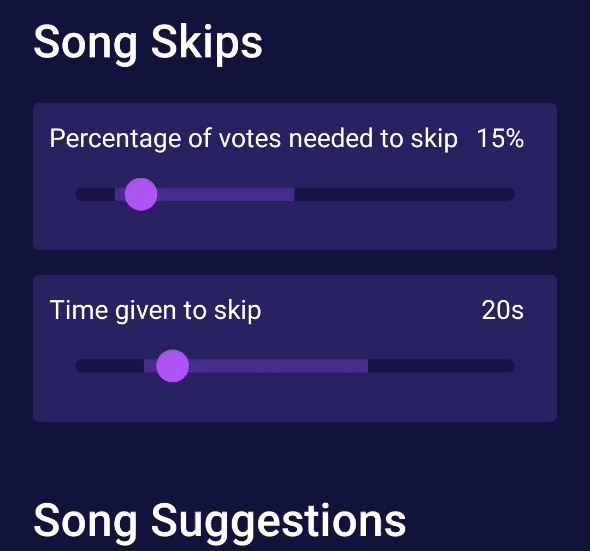 Song Skips
Percentage of votes needed to skip 15%
Time given to skip 20s
Song Suggestions